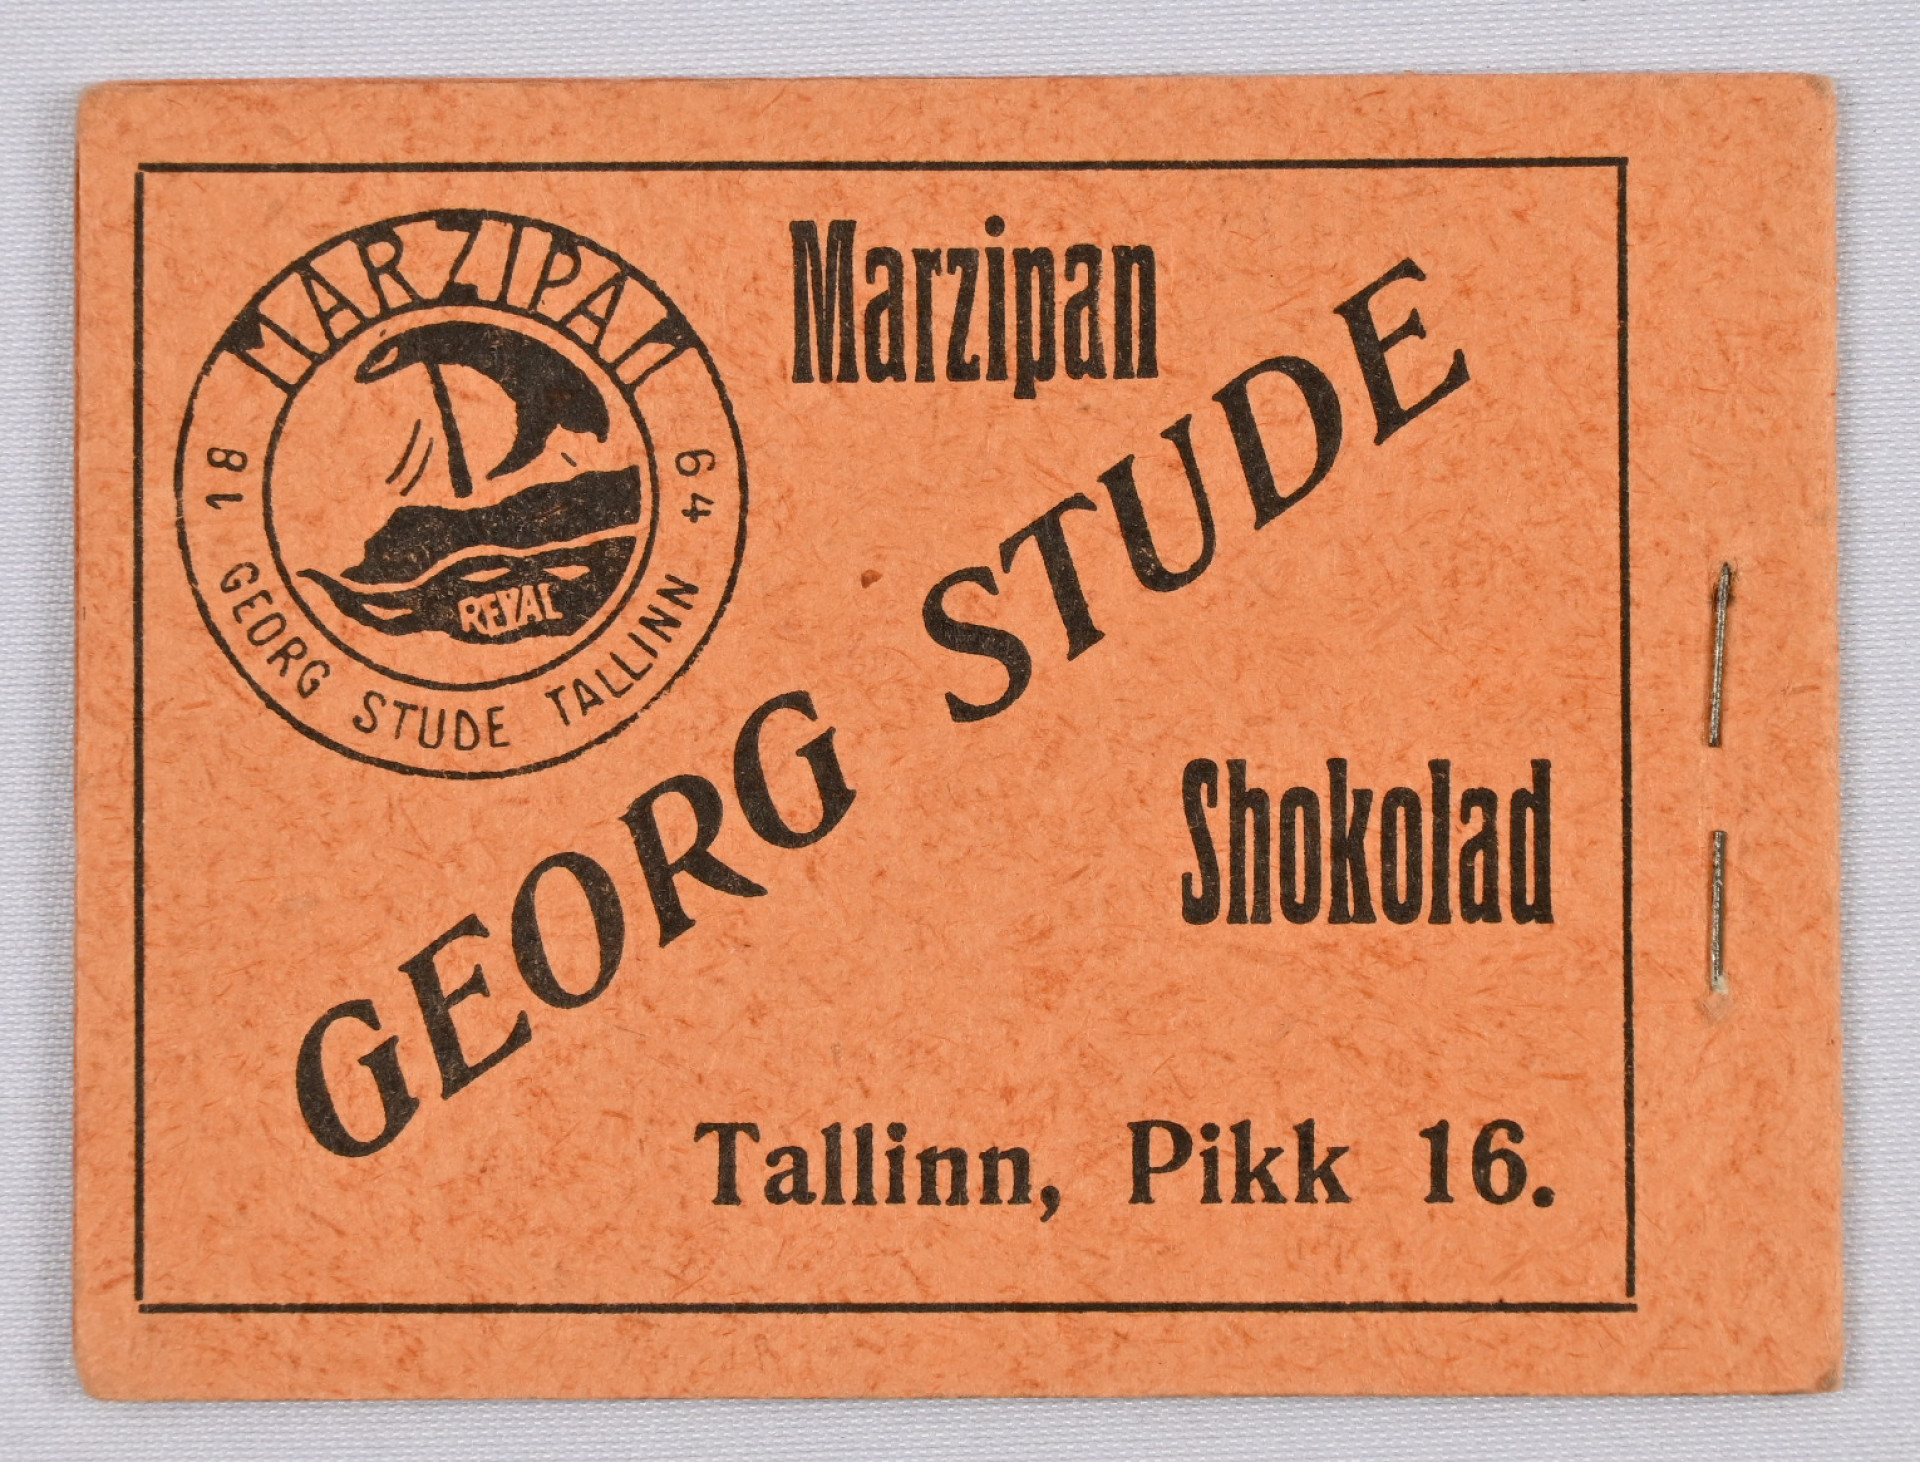 MARZIPAN
18 64
REVAL
GEORG STUDE TALLINN
Marzipan
GEORG STUDE
Shokolad
Tallinn, Pikk 16.